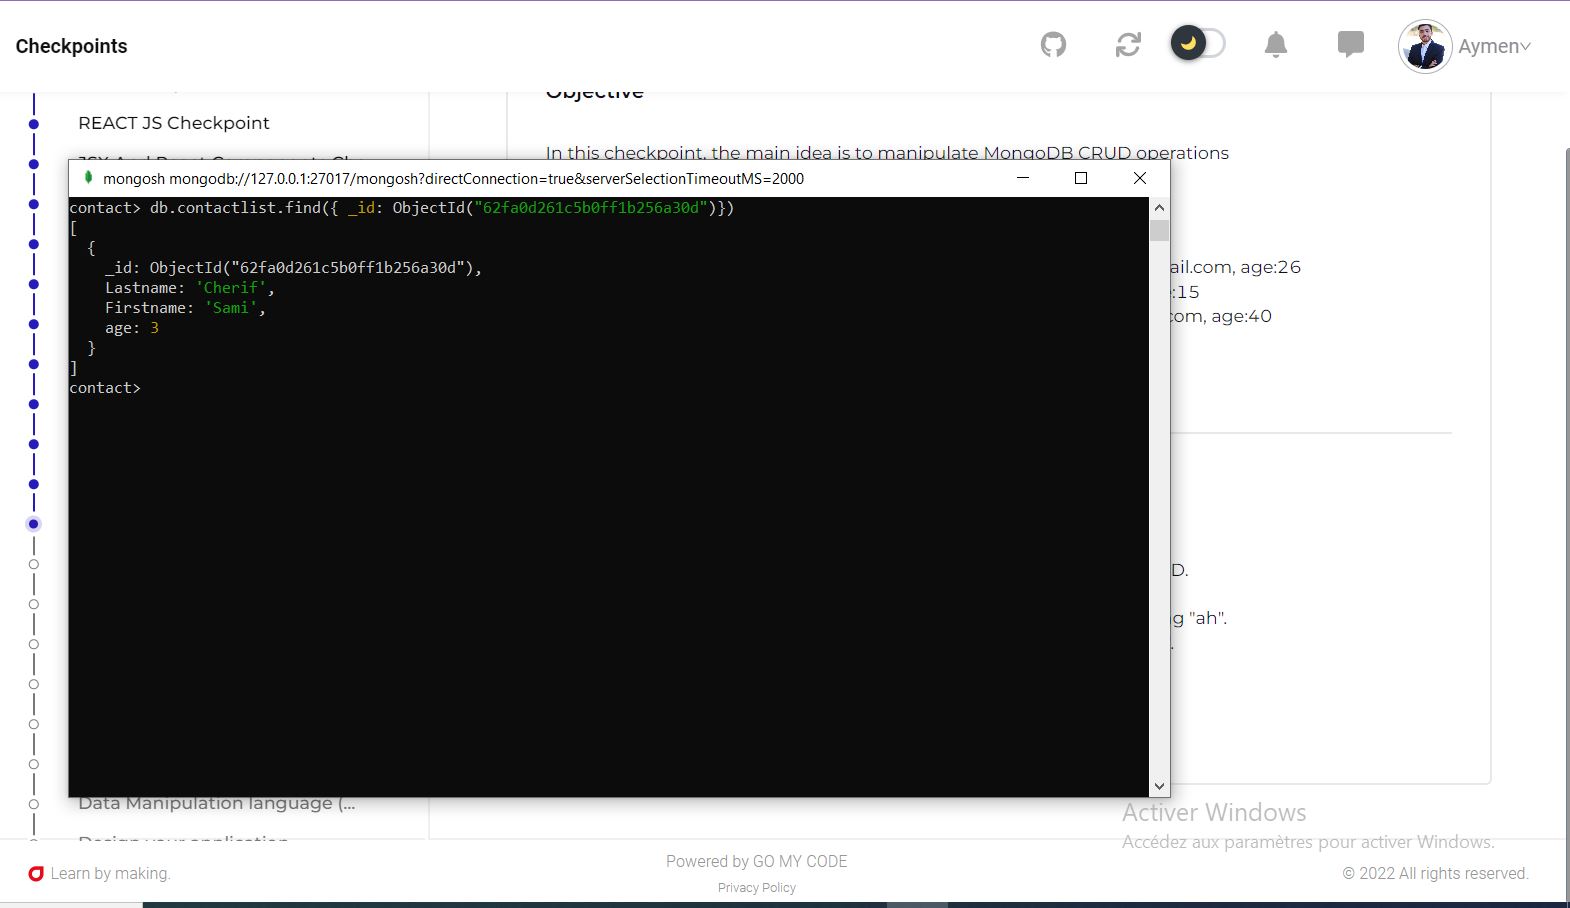 Checkpoints
Aymen
REACT JS Checkpoint
Objective
In this checkpoint, the main idea is to manipulate MongoDB CRUD operations
mongosh mongodb://127.0.0.1:27017/mongosh?directConnection=true&serverSelectionTimeoutMS=2000
contact> db.contactlist.find({ _id: ObjectId("62fa0d261c5b0ff1b256a30d")})
[
{
_id: ObjectId("62fa0d261c5b0ff1b256a30d"),
Lastname: 'Cherif',
Firstname: 'Sami',
age: 3
}
]
contact>
ail.com, age:26
:15
com, age:40
D.
g "ah".
Data Manipulation language (...
Design your application
Activer Windows
Accédez aux paramètres pour activer Windows.
Learn by making.
Powered by GO MY CODE
Privacy Policy
© 2022 All rights reserved.